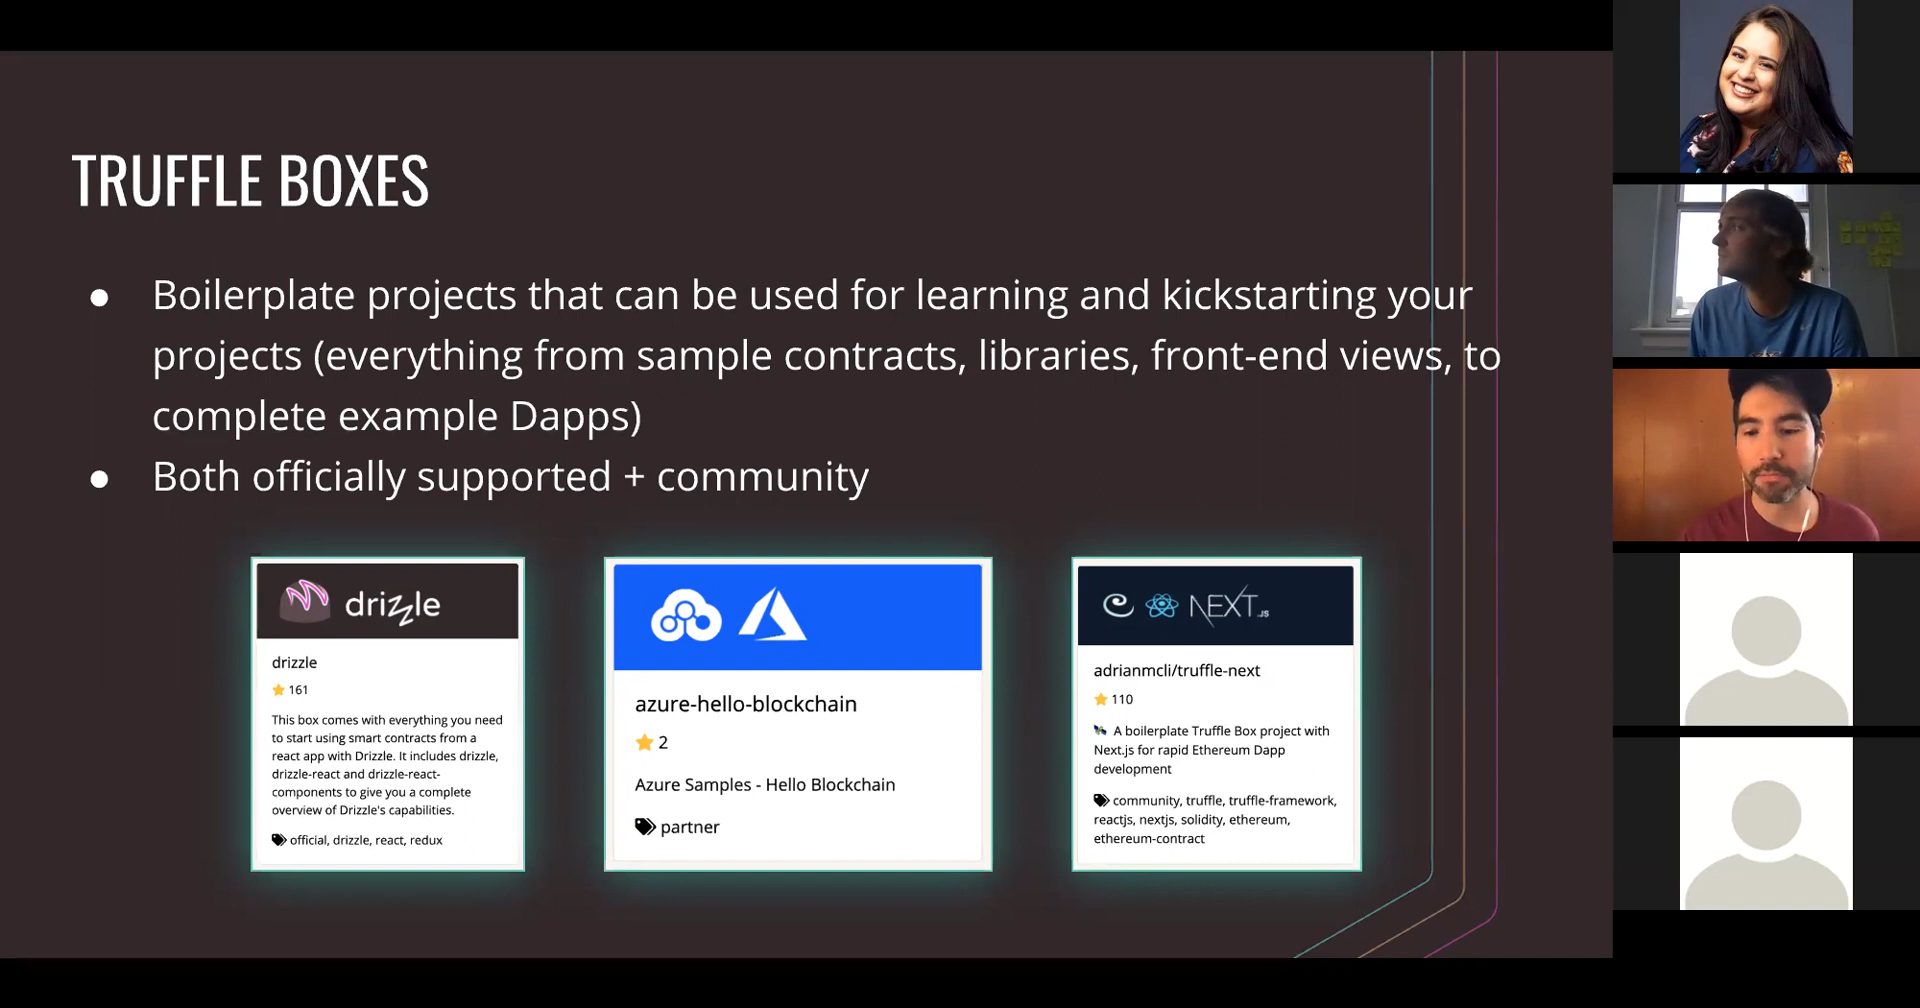 TRUFFLE BOXES
● Boilerplate projects that can be used for learning and kickstarting your
projects (everything from sample contracts, libraries, front-end views, to
complete example Dapps)
● Both officially supported + community
drizzle
drizzle
161
This box comes with everything you need
to start using smart contracts from a
react app with Drizzle. It includes drizzle,
drizzle-react and drizzle-react-
components to give you a complete
overview of Drizzle's capabilities.
official, drizzle, react, redux
azure-hello-blockchain
2
Azure Samples - Hello Blockchain
partner
NEXT.JS
adrianmcli/truffle-next
110
A boilerplate Truffle Box project with
Next.js for rapid Ethereum Dapp
development
community, truffle, truffle-framework,
reactjs, nextjs, solidity, ethereum,
ethereum-contract